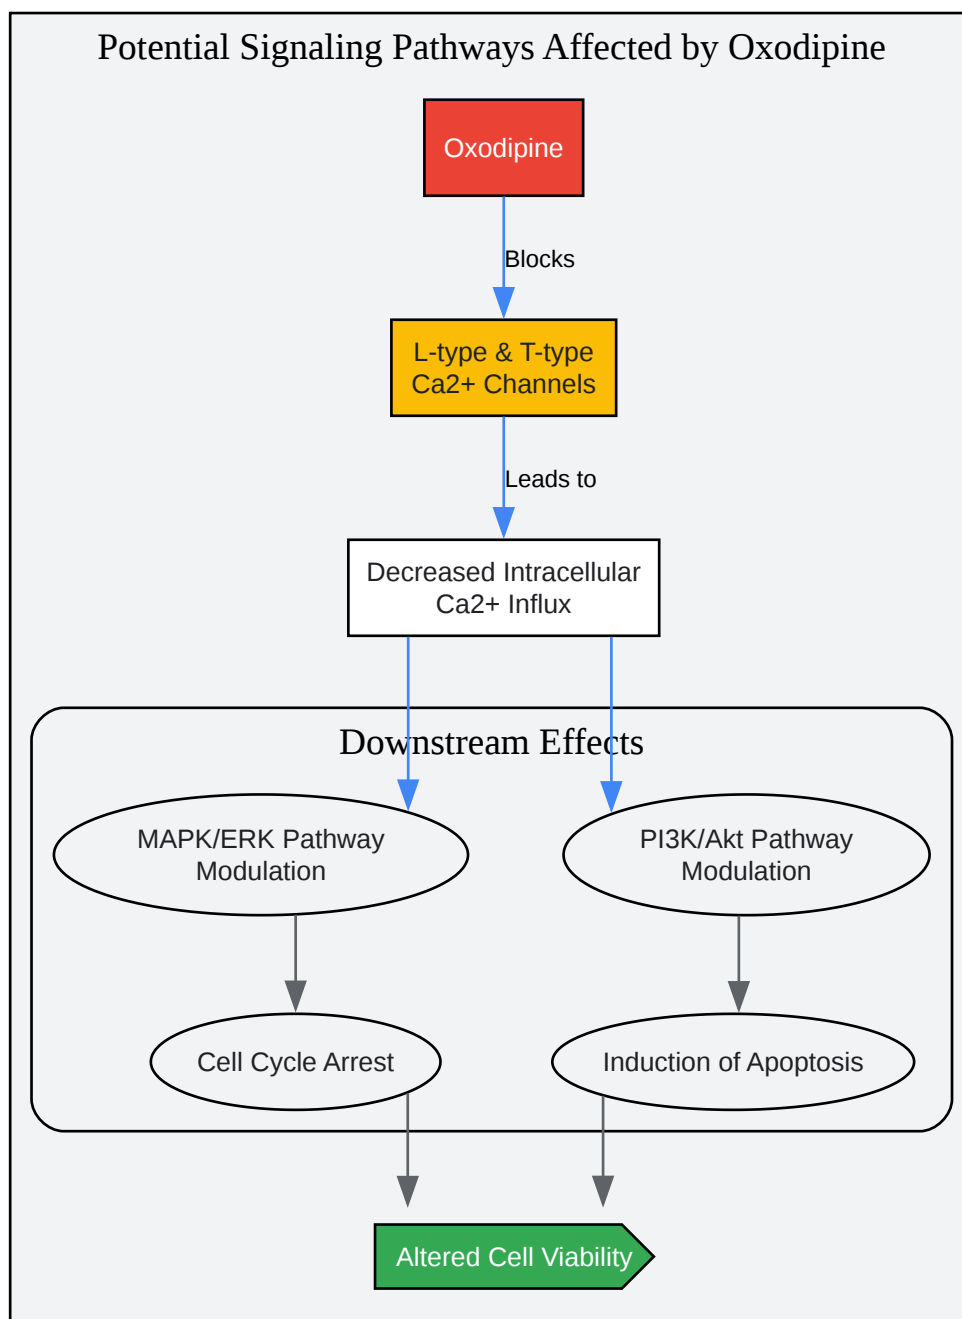 Potential Signaling Pathways Affected by Oxodipine
Oxodipine
Blocks
L-type & T-type
Ca2+ Channels
Leads to
Decreased Intracellular
Ca2+ Influx
Downstream Effects
MAPK/ERK Pathway
Modulation
PI3K/Akt Pathway
Modulation
Cell Cycle Arrest
Induction of Apoptosis
Altered Cell Viability